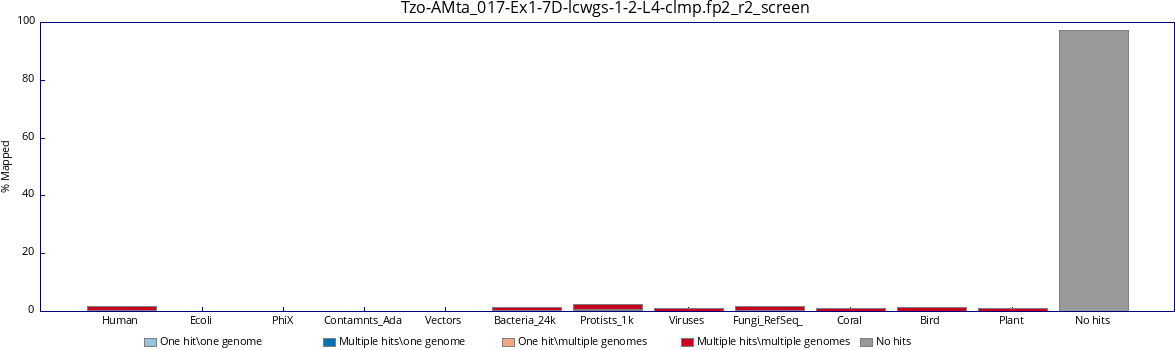 Tzo-AMta_017-Ex1-7D-lcwgs-1-2-L4-clmp.fp2_r2_screen
100
80
60
40
20
0
% Mapped
Human Ecoli PhiX Contamnts_Ada Vectors Bacteria_24k Protists_1k Viruses Fungi_RefSeq_ Coral Bird Plant No hits
One hit\one genome Multiple hits\one genome One hit\multiple genomes Multiple hits\multiple genomes No hits